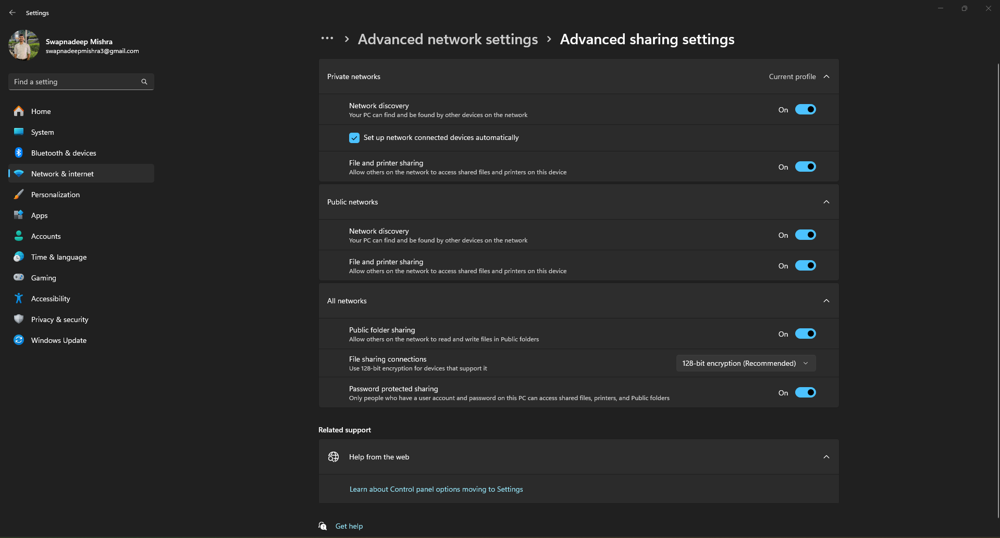 Settings
Swapnadeep Mishra
swapnadeepmishra3@gmail.com
Find a setting
Home
System
Bluetooth & devices
Network & internet
Personalization
Apps
Accounts
Time & language
Gaming
Accessibility
Privacy & security
Windows Update
... > Advanced network settings > Advanced sharing settings
Private networks Current profile
Network discovery
Your PC can find and be found by other devices on the network
On
Set up network connected devices automatically
File and printer sharing
Allow others on the network to access shared files and printers on this device
On
Public networks
Network discovery
Your PC can find and be found by other devices on the network
On
File and printer sharing
Allow others on the network to access shared files and printers on this device
On
All networks
Public folder sharing
Allow others on the network to read and write files in Public folders
On
File sharing connections
Use 128-bit encryption for devices that support it
128-bit encryption (Recommended)
Password protected sharing
Only people who have a user account and password on this PC can access shared files, printers, and Public folders
On
Related support
Help from the web
Learn about Control panel options moving to Settings
Get help